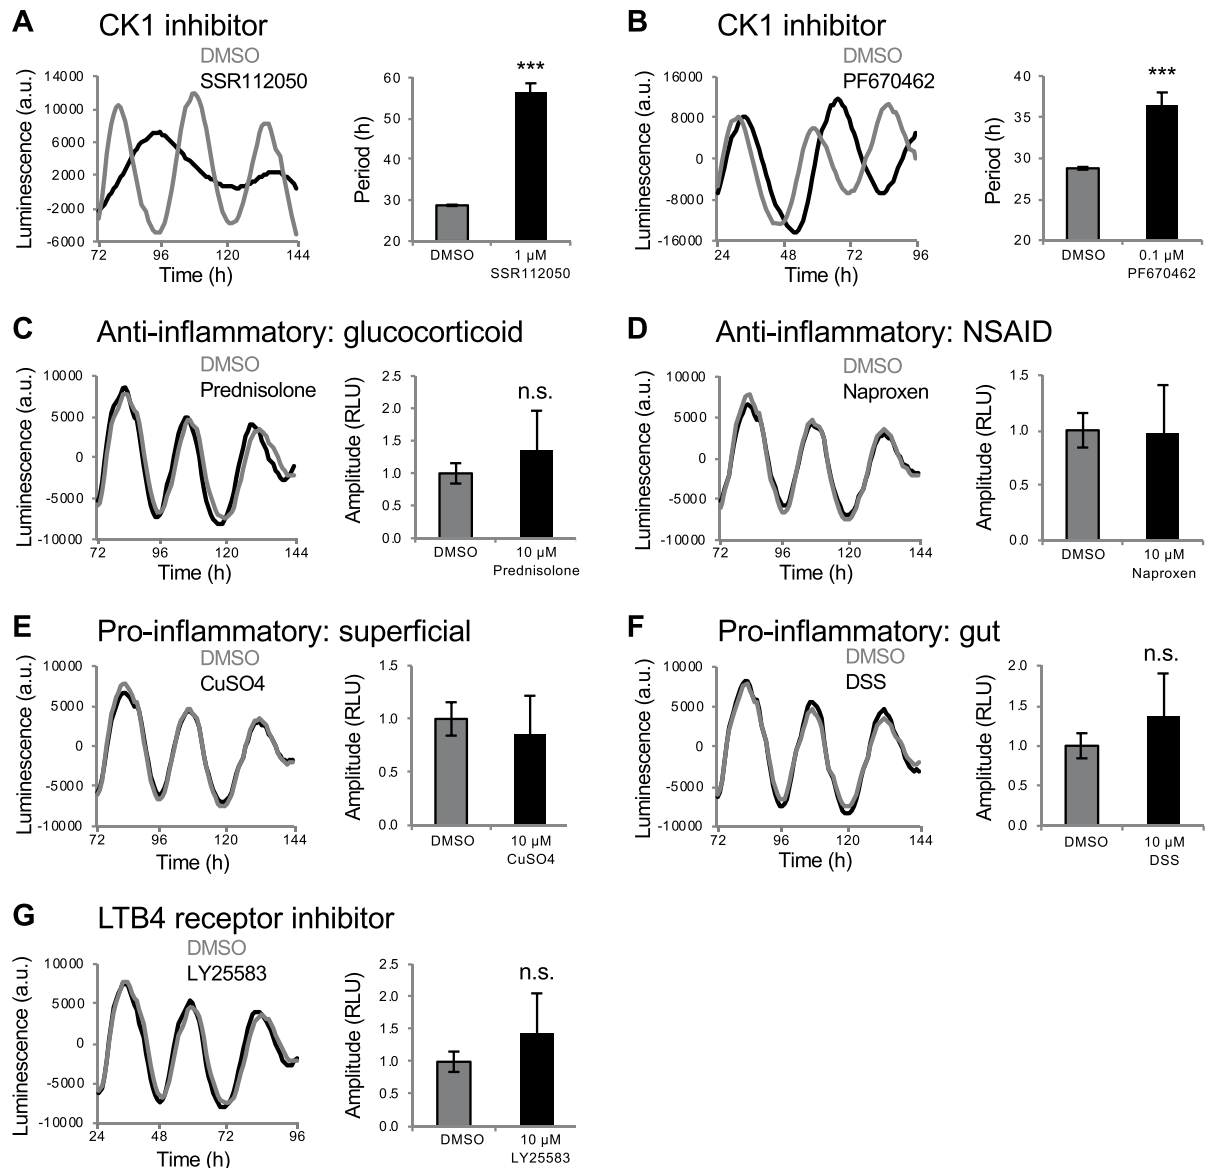 A CK1 inhibitor
DMSO
SSR112050
Luminescence (a.u.)
14000
10000
6000
2000
-2000
-6000
72 96 120 144
Time (h)
Period (h)
60
50
40
30
20
***
DMSO 1 µM
SSR112050
B CK1 inhibitor
DMSO
PF670462
Luminescence (a.u.)
16000
8000
0
-8000
-16000
24 48 72 96
Time (h)
Period (h)
40
35
30
25
20
***
DMSO 0.1 µM
PF670462
C Anti-inflammatory: glucocorticoid
DMSO
Prednisolone
Luminescence (a.u.)
10000
5000
0
-5000
-10000
72 96 120 144
Time (h)
Amplitude (RLU)
2.5
2.0
1.5
1.0
0.5
0.0
n.s.
DMSO 10 µM
Prednisolone
D Anti-inflammatory: NSAID
DMSO
Naproxen
Luminescence (a.u.)
10000
5000
0
-5000
-10000
72 96 120 144
Time (h)
Amplitude (RLU)
1.5
1.0
0.5
0.0
DMSO 10 µM
Naproxen
E Pro-inflammatory: superficial
DMSO
CuSO4
Luminescence (a.u.)
10000
5000
0
-5000
-10000
72 96 120 144
Time (h)
Amplitude (RLU)
1.5
1.0
0.5
0.0
DMSO 10 µM
CuSO4
F Pro-inflammatory: gut
DMSO
DSS
Luminescence (a.u.)
10000
5000
0
-5000
-10000
72 96 120 144
Time (h)
Amplitude (RLU)
2.0
1.5
1.0
0.5
0.0
n.s.
DMSO 10 µM
DSS
G LTB4 receptor inhibitor
DMSO
LY25583
Luminescence (a.u.)
10000
5000
0
-5000
-10000
24 48 72 96
Time (h)
Amplitude (RLU)
2.5
2.0
1.5
1.0
0.5
0.0
n.s.
DMSO 10 µM
LY25583